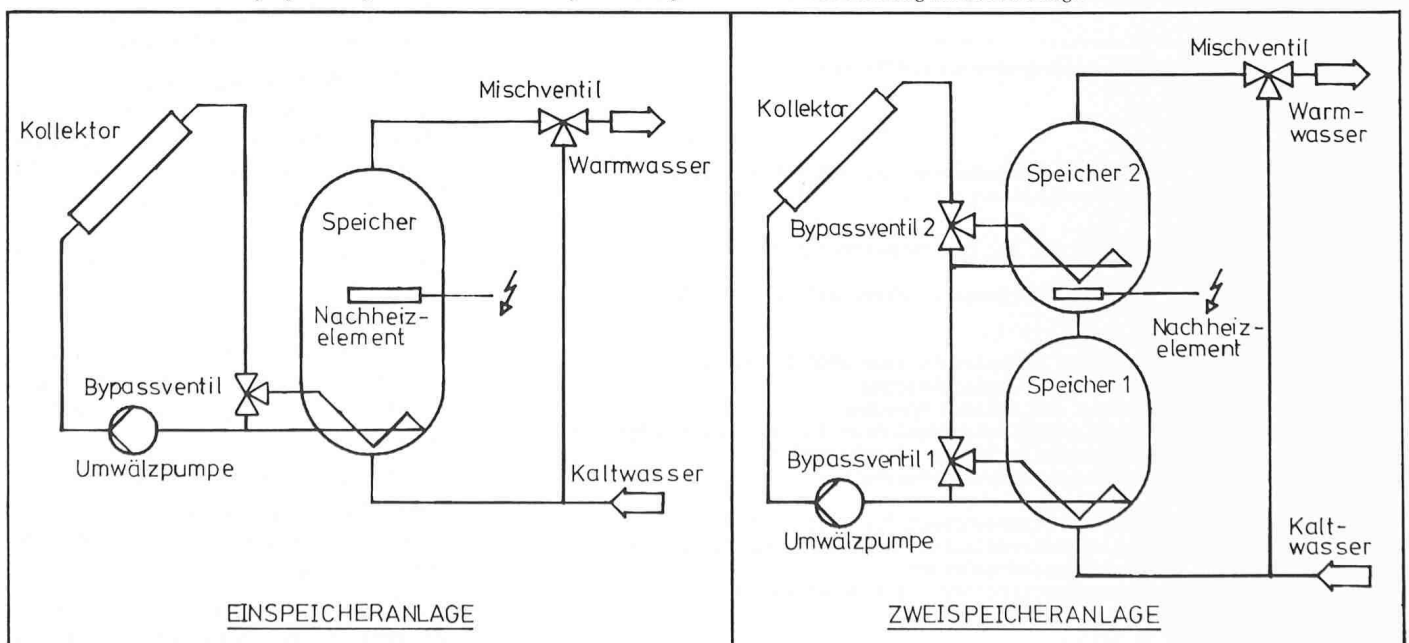 Mischventil
Kollektor
Warmwasser
Speicher
Nachheiz-
element
Bypassventil
Umwälzpumpe
Kaltwasser
EINSPEICHERANLAGE
Mischventil
Kollektor
Warm-
wasser
Speicher 2
Bypassventil 2
Nachheiz-
element
Speicher 1
Bypassventil 1
Umwälzpumpe
Kalt-
wasser
ZWEISPEICHERANLAGE